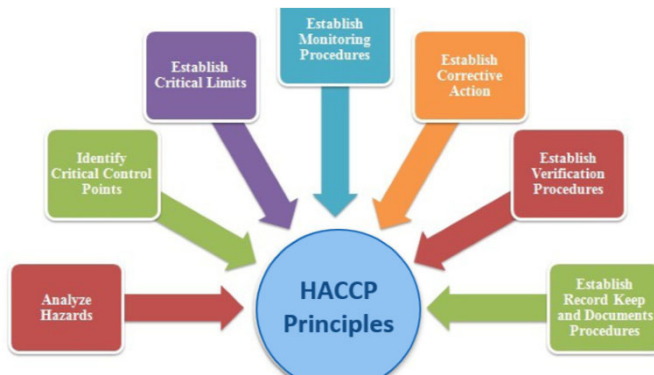 Establish
Monitoring
Procedures
Establish
Critical Limits
Establish
Corrective
Action
Identify
Critical Control
Points
Establish
Verification
Procedures
Analyze
Hazards
HACCP
Principles
Establish
Record Keep
and Documents
Procedures